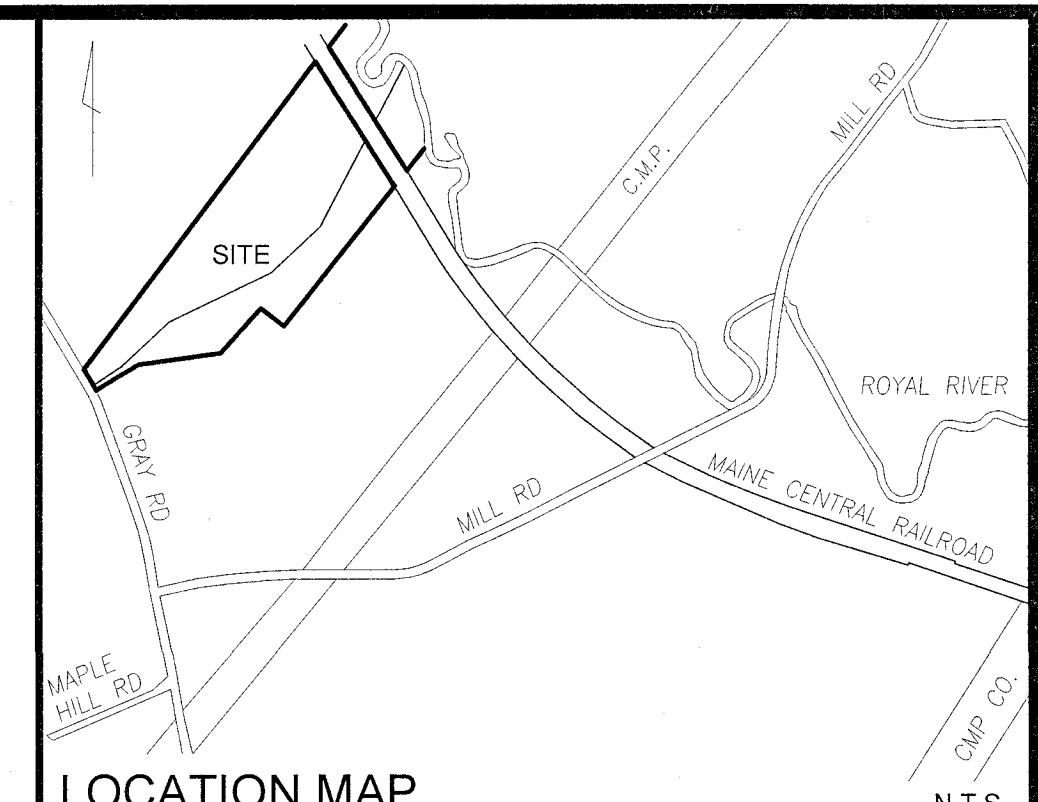 MILL RD
C.M.P.
SITE
ROYAL RIVER
GRAY RD
MAINE CENTRAL RAILROAD
MILL RD
MAPLE
HILL RD
CMP CO.
LOCATION MAP
N.T.S.